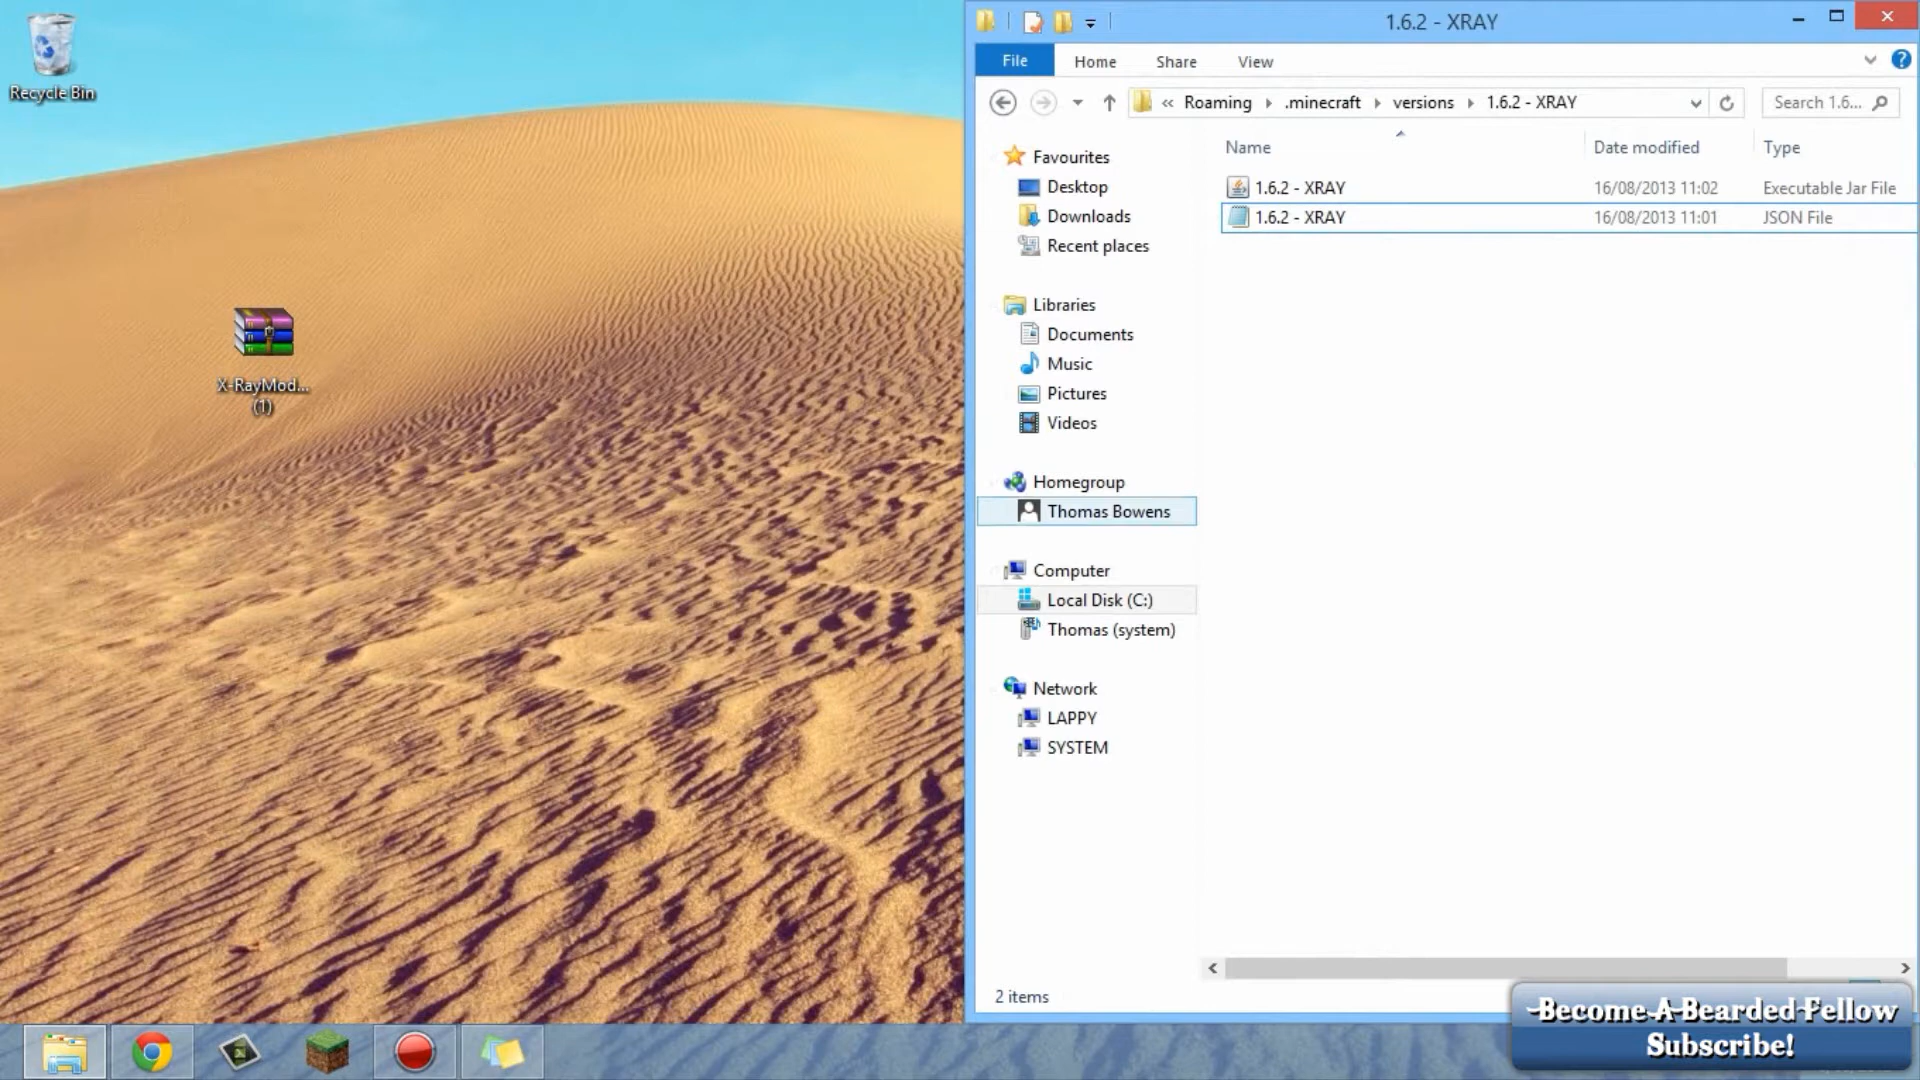 Recycle Bin
X-RayMod...
(1)
1.6.2 - XRAY
File
Home
Share
View
« Roaming .minecraft versions 1.6.2 - XRAY
Search 1.6...
Name
Date modified
Type
1.6.2 - XRAY 16/08/2013 11:02 Executable Jar File
1.6.2 - XRAY 16/08/2013 11:01 JSON File
Favourites
Desktop
Downloads
Recent places
Libraries
Documents
Music
Pictures
Videos
Homegroup
Thomas Bowens
Computer
Local Disk (C:)
Thomas (system)
Network
LAPPY
SYSTEM
2 items
Become A Bearded Fellow
Subscribe!